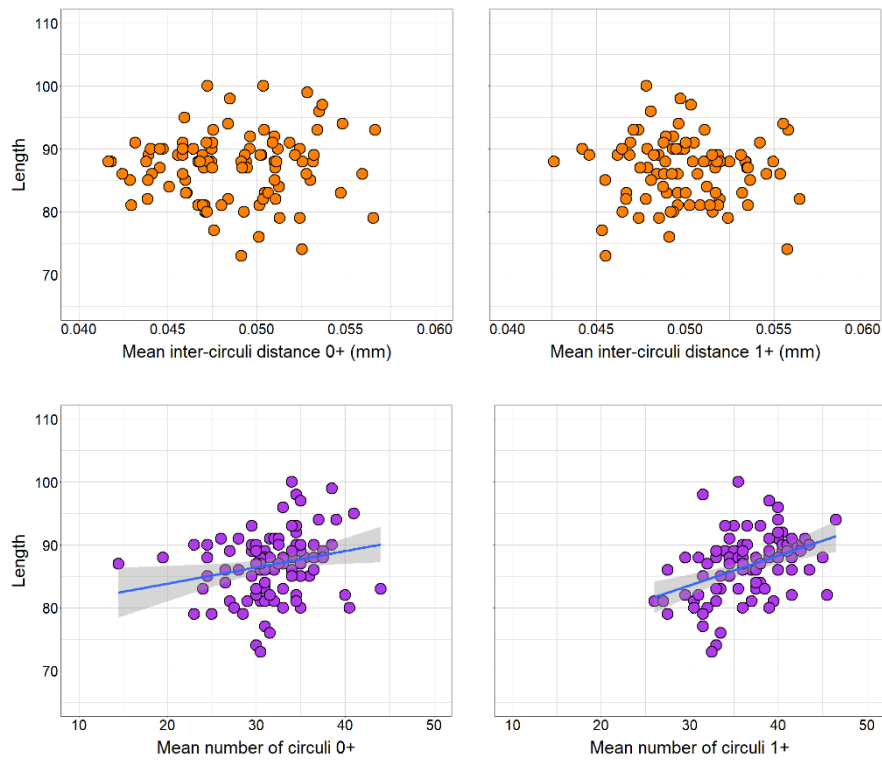 110
100
90
80
70
Length
0.040 0.045 0.050 0.055 0.060
Mean inter-circuli distance 0+ (mm)
0.040 0.045 0.050 0.055 0.060
Mean inter-circuli distance 1+ (mm)
110
100
90
80
70
Length
10 20 30 40 50
Mean number of circuli 0+
10 20 30 40 50
Mean number of circuli 1+